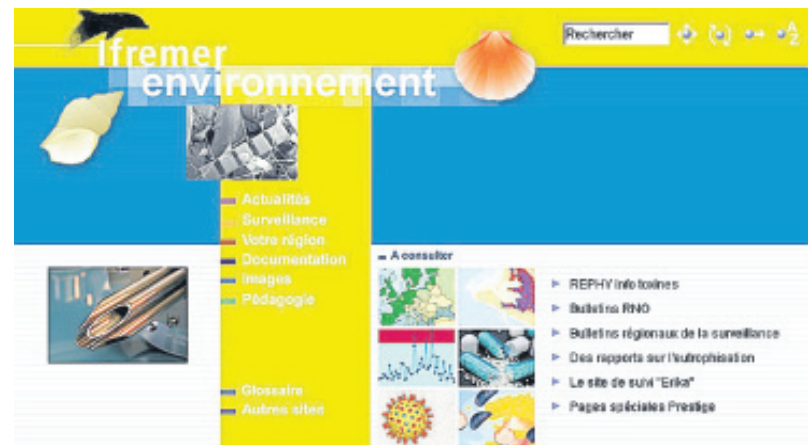 Rechercher
Ifremer
environnement
Actualités
Surveillance
Votre région
Documentation
Images
Pédagogie
Glossaire
Autres sites
A consulter
REPHY info toxines
Bulletins RNO
Bulletins régionaux de la surveillance
Des rapports sur l'eutrophisation
Le site de suivi "Erika"
Pages spéciales Prestige